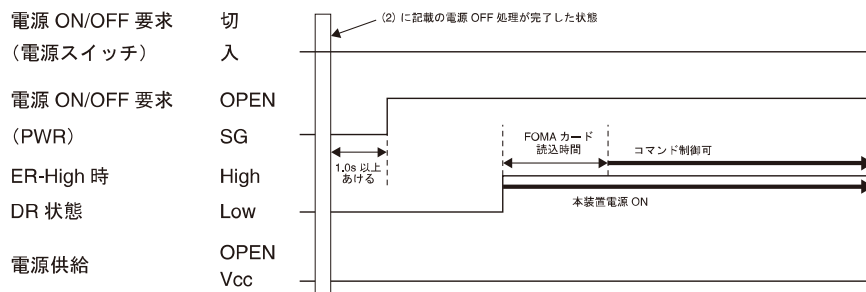 電源 ON/OFF 要求 切
(2) に記載の電源 OFF 処理が完了した状態
（電源スイッチ） 入
電源 ON/OFF 要求 OPEN
（PWR） SG
FOMA カード
読込時間
コマンド制御可
1.0s 以上
あける
ER-High 時 High
本装置電源 ON
DR 状態 Low
電源供給 OPEN
Vcc